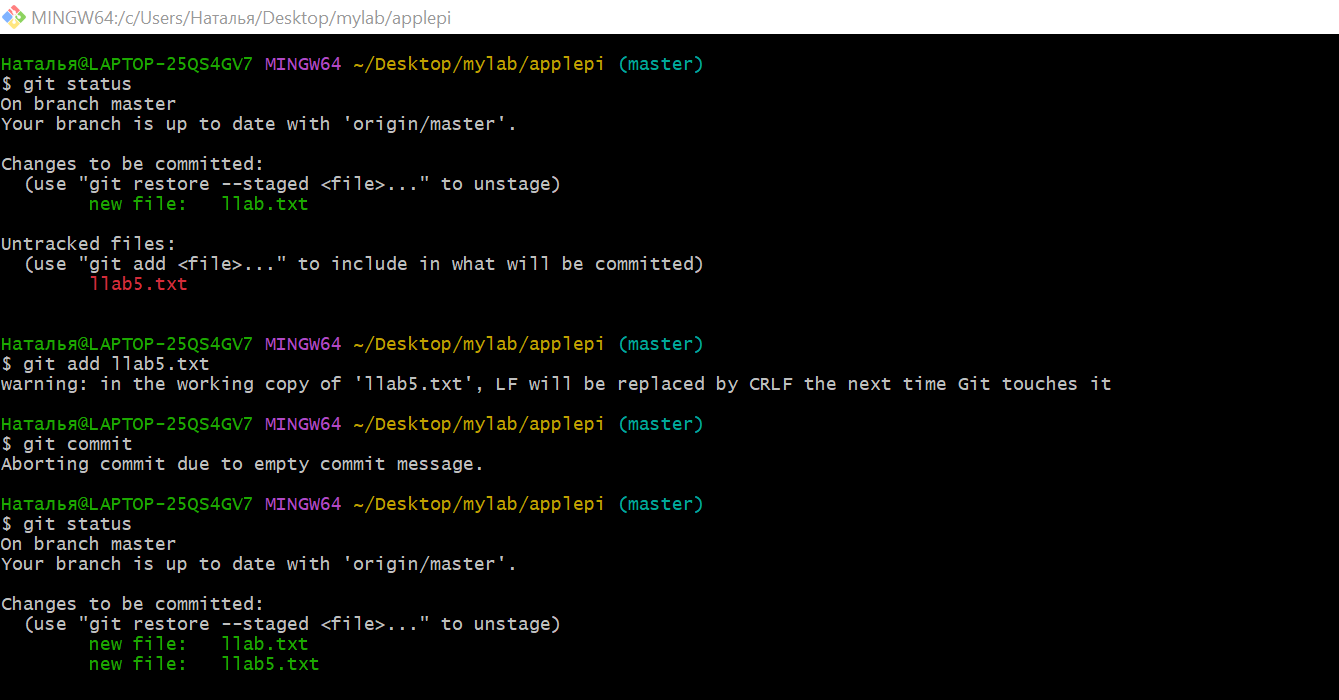 MINGW64:/c/Users/Наталья/Desktop/mylab/applepi
Наталья@LAPTOP-25QS4GV7 MINGW64 ~/Desktop/mylab/applepi (master)
$ git status
On branch master
Your branch is up to date with 'origin/master'.
Changes to be committed:
  (use "git restore --staged <file>..." to unstage)
        new file:   llab.txt
Untracked files:
  (use "git add <file>..." to include in what will be committed)
        llab5.txt
Наталья@LAPTOP-25QS4GV7 MINGW64 ~/Desktop/mylab/applepi (master)
$ git add llab5.txt
warning: in the working copy of 'llab5.txt', LF will be replaced by CRLF the next time Git touches it
Наталья@LAPTOP-25QS4GV7 MINGW64 ~/Desktop/mylab/applepi (master)
$ git commit
Aborting commit due to empty commit message.
Наталья@LAPTOP-25QS4GV7 MINGW64 ~/Desktop/mylab/applepi (master)
$ git status
On branch master
Your branch is up to date with 'origin/master'.
Changes to be committed:
  (use "git restore --staged <file>..." to unstage)
        new file:   llab.txt
        new file:   llab5.txt